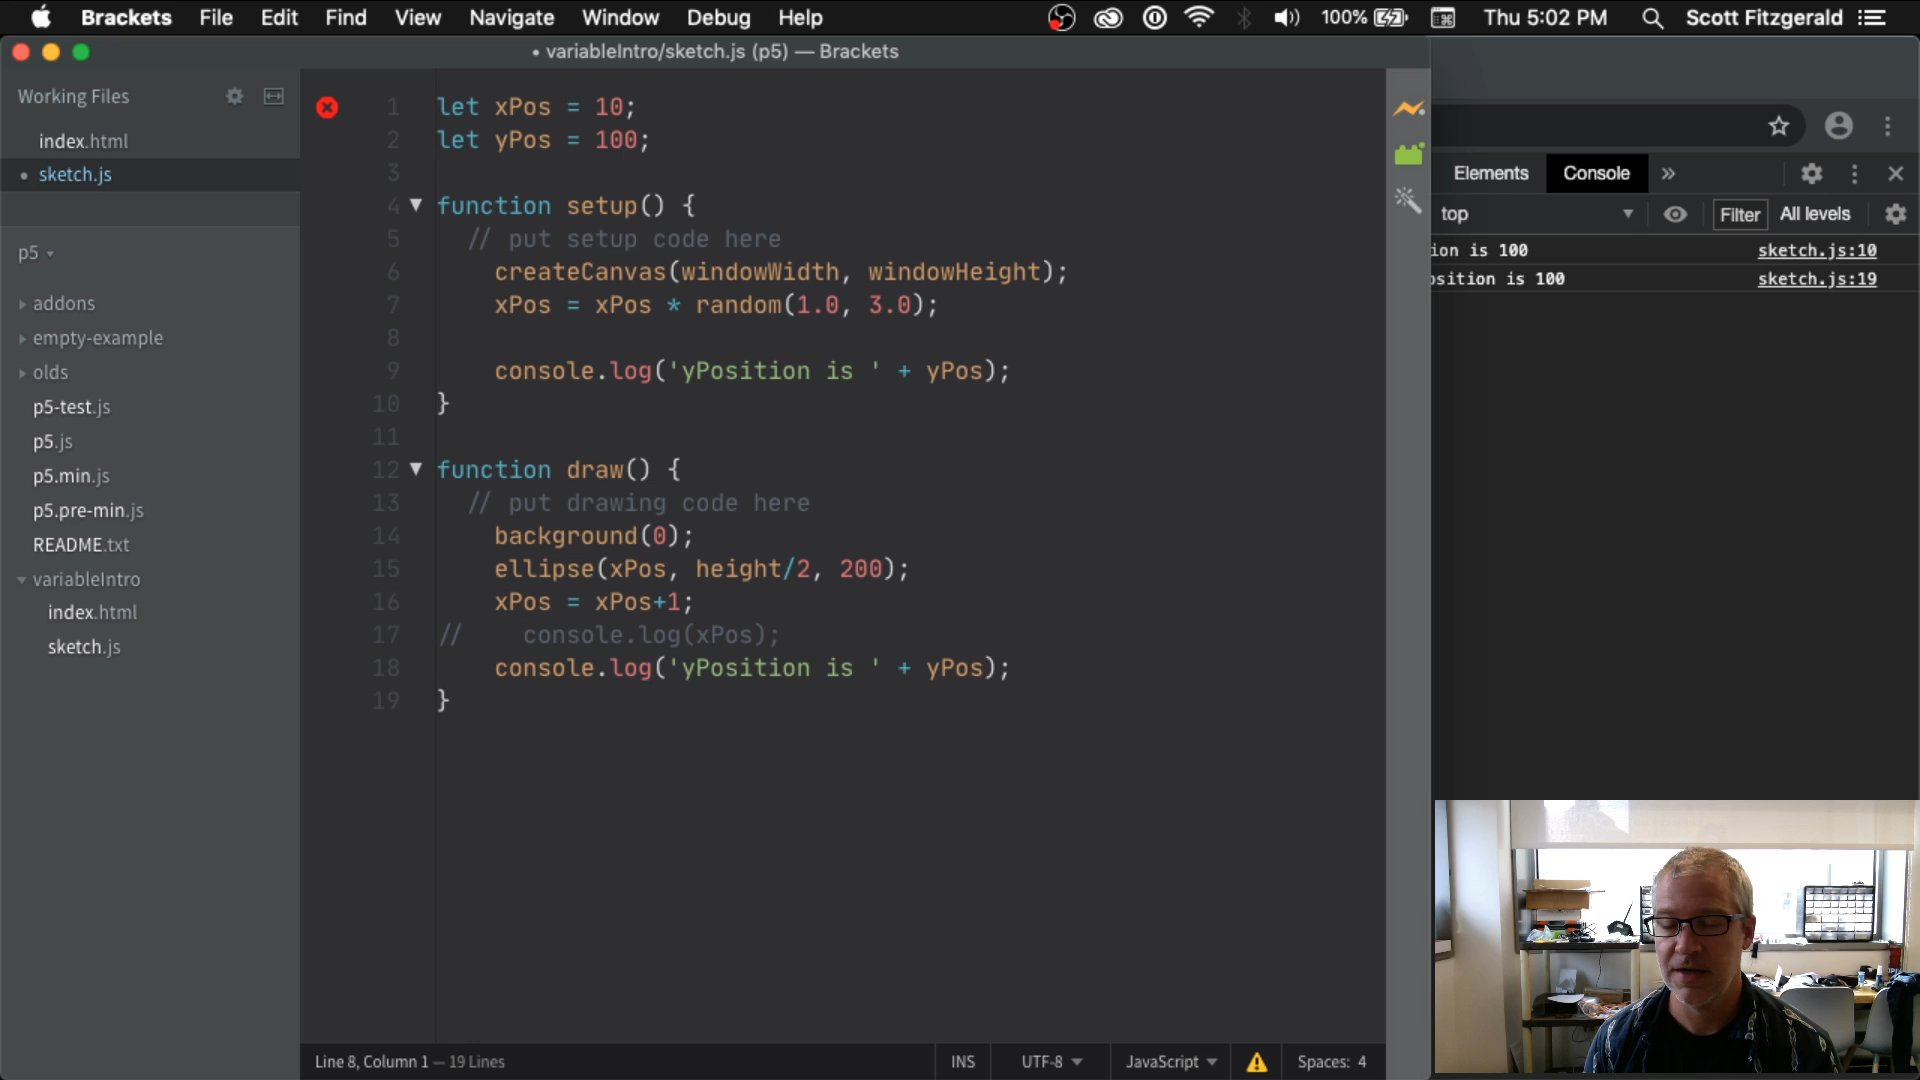 Brackets File Edit Find View Navigate Window Debug Help 100% Thu 5:02 PM Scott Fitzgerald
• variableIntro/sketch.js (p5) — Brackets
Working Files
index.html
• sketch.js
p5
addons
empty-example
olds
p5-test.js
p5.js
p5.min.js
p5.pre-min.js
README.txt
variableIntro
index.html
sketch.js
1 let xPos = 10;
2 let yPos = 100;
3
4 function setup() {
5 // put setup code here
6 createCanvas(windowWidth, windowHeight);
7 xPos = xPos * random(1.0, 3.0);
8
9 console.log('yPosition is ' + yPos);
10 }
11
12 function draw() {
13 // put drawing code here
14 background(0);
15 ellipse(xPos, height/2, 200);
16 xPos = xPos+1;
17 // console.log(xPos);
18 console.log('yPosition is ' + yPos);
19 }
Line 8, Column 1 — 19 Lines INS UTF-8 JavaScript Spaces: 4
Elements Console »
top Filter All levels
ion is 100 sketch.js:10
osition is 100 sketch.js:19